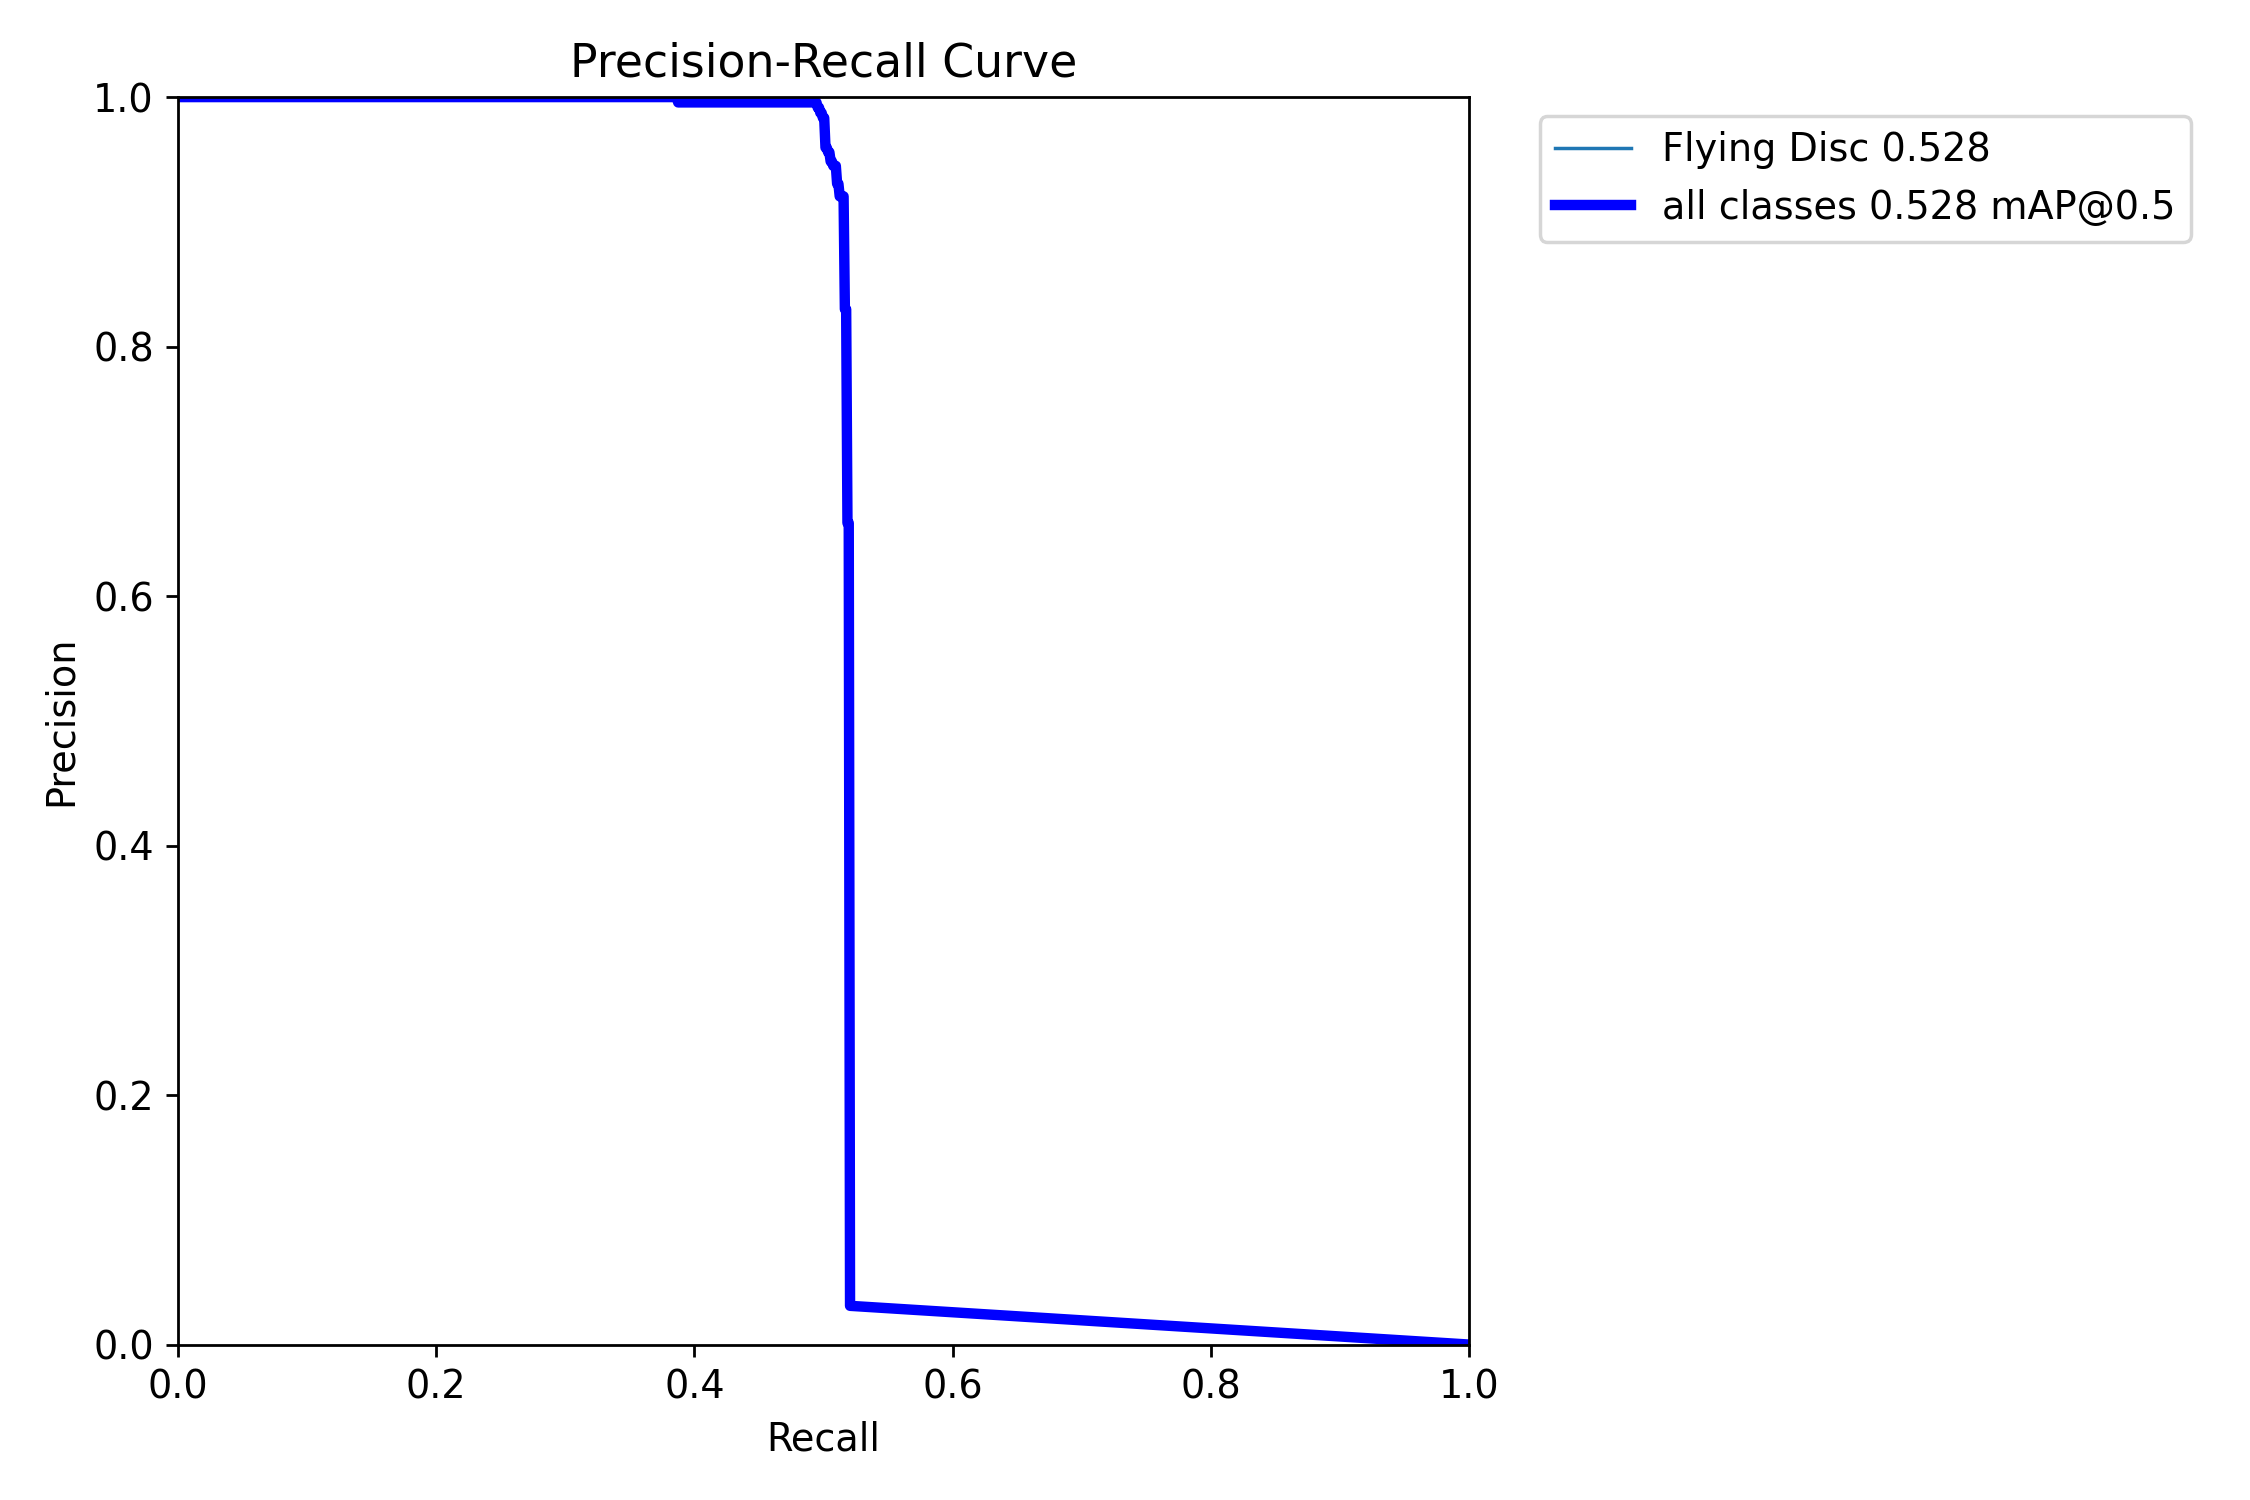 Precision-Recall Curve
1.0
0.8
0.6
0.4
0.2
0.0
Precision
0.0 0.2 0.4 0.6 0.8 1.0
Recall
Flying Disc 0.528
all classes 0.528 mAP@0.5